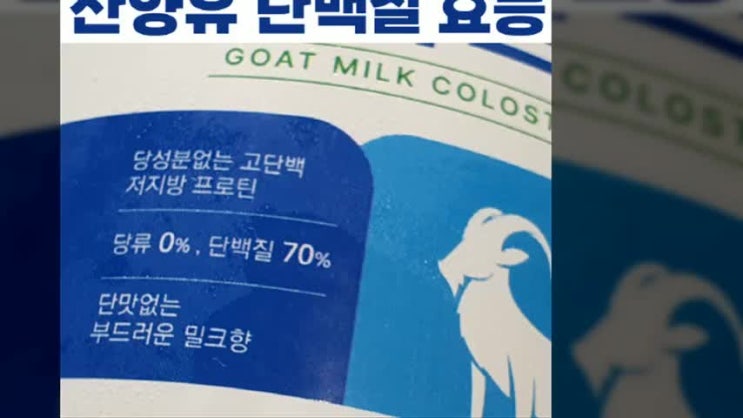 산양유 단백질 효능
GOAT MILK COLOST
당성분없는 고단백
저지방 프로틴
당류 0%, 단백질 70%
단맛없는
부드러운 밀크향
COLOST